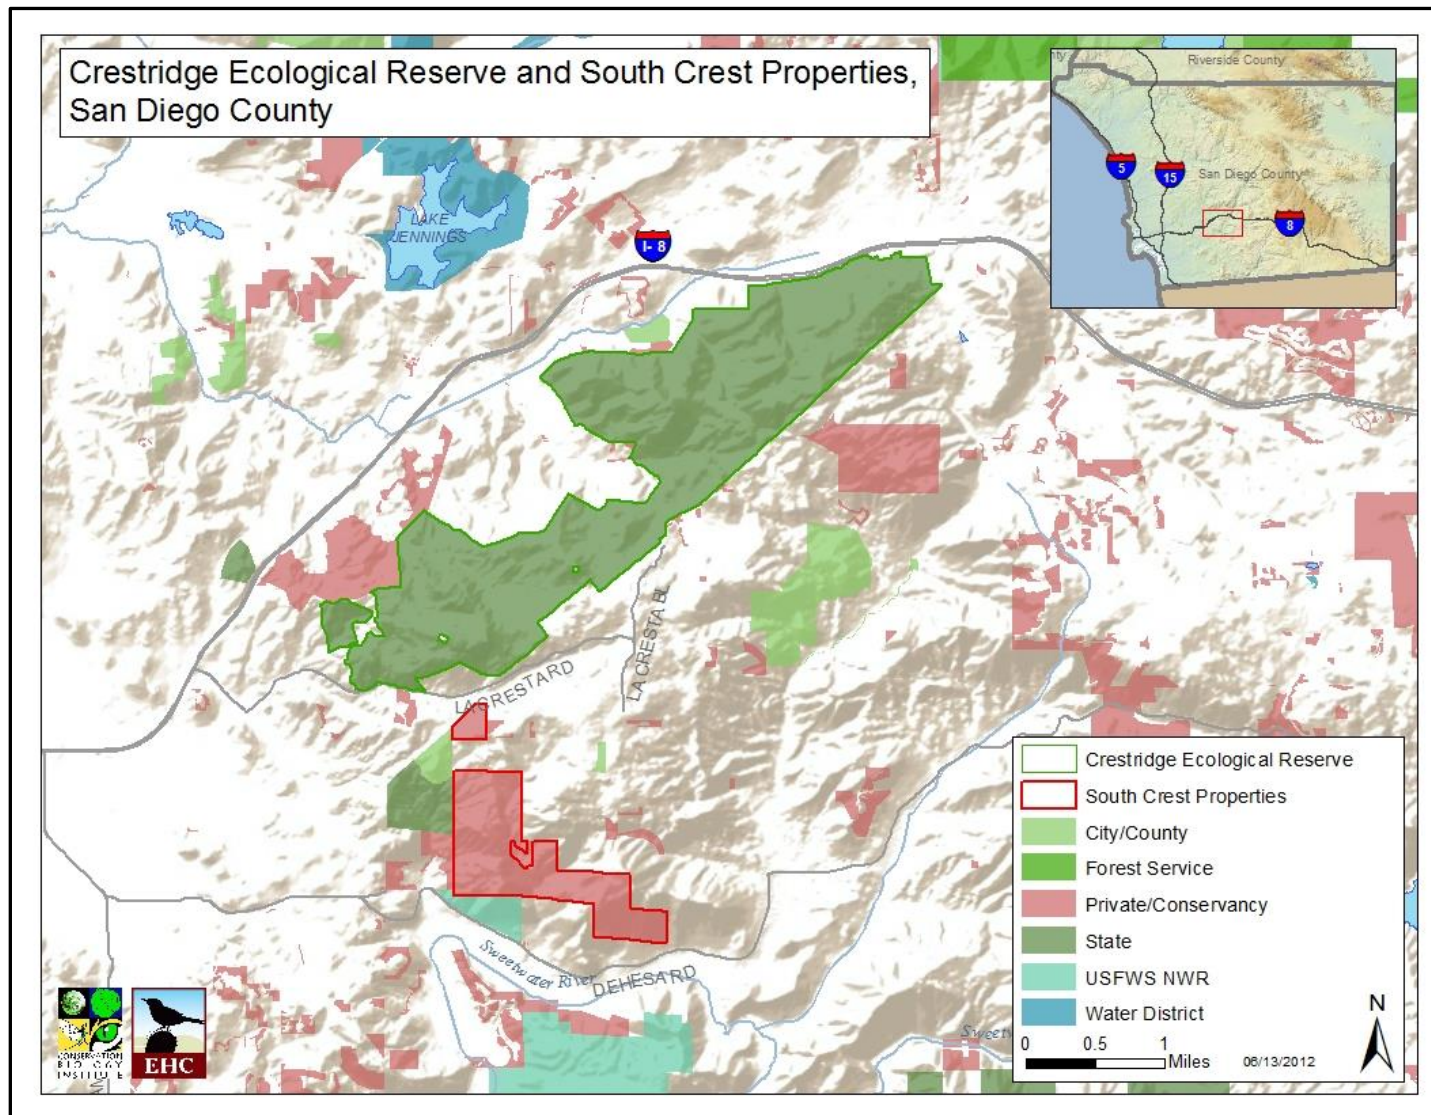 Crestridge Ecological Reserve and South Crest Properties,
San Diego County
Riverside County
5
15
San Diego County
8
LAKE
JENNINGS
I- 8
LA CRESTA BL
LA CRESTA RD
Sweetwater River
DEHESA RD
Crestridge Ecological Reserve
South Crest Properties
City/County
Forest Service
Private/Conservancy
State
USFWS NWR
Water District
N
0 0.5 1
Miles
06/13/2012
CONSERVATION
BIOLOGY
INSTITUTE
EHC